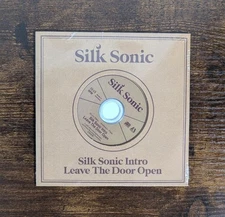 Silk Sonic
Silk Sonic
Silk Sonic Intro
Leave The Door Open